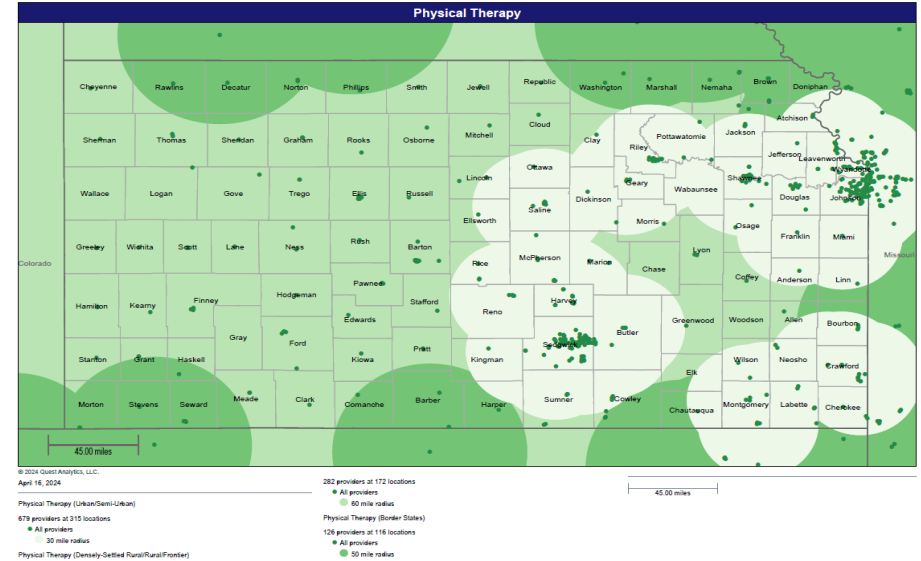 Physical Therapy
Cheyenne Rawlins Decatur Norton Phillips Smith Jewell Republic Washington Marshall Nemaha Brown Doniphan
Atchison
Sherman Thomas Sheridan Graham Rooks Osborne Mitchell Cloud Clay Riley Pottawatomie Jackson
Jefferson Leavenworth
Wyandotte
Wallace Logan Gove Trego Ellis Russell Lincoln Ottawa Geary Wabaunsee Shawnee
Saline Dickinson Douglas Johnson
Ellsworth Morris Osage
Greeley Wichita Scott Lane Ness Rush Barton Lyon Franklin Miami
Colorado Rice McPherson Marion Chase Missouri
Coffey Anderson Linn
Hamilton Kearny Finney Hodgeman Pawnee Stafford Reno Harvey
Edwards Butler Greenwood Woodson Allen Bourbon
Gray Ford Sedgwick
Stanton Grant Haskell Kiowa Pratt Kingman Elk Wilson Neosho Crawford
Morton Stevens Seward Meade Clark Comanche Barber Harper Sumner Cowley Chautauqua Montgomery Labette Cherokee
45.00 miles
© 2024 Quest Analytics, LLC.
April 16, 2024
Physical Therapy (Urban/Semi-Urban)
679 providers at 315 locations
All providers
30 mile radius
Physical Therapy (Densely-Settled Rural/Rural/Frontier)
282 providers at 172 locations
All providers
60 mile radius
Physical Therapy (Border States)
126 providers at 116 locations
All providers
50 mile radius
45.00 miles